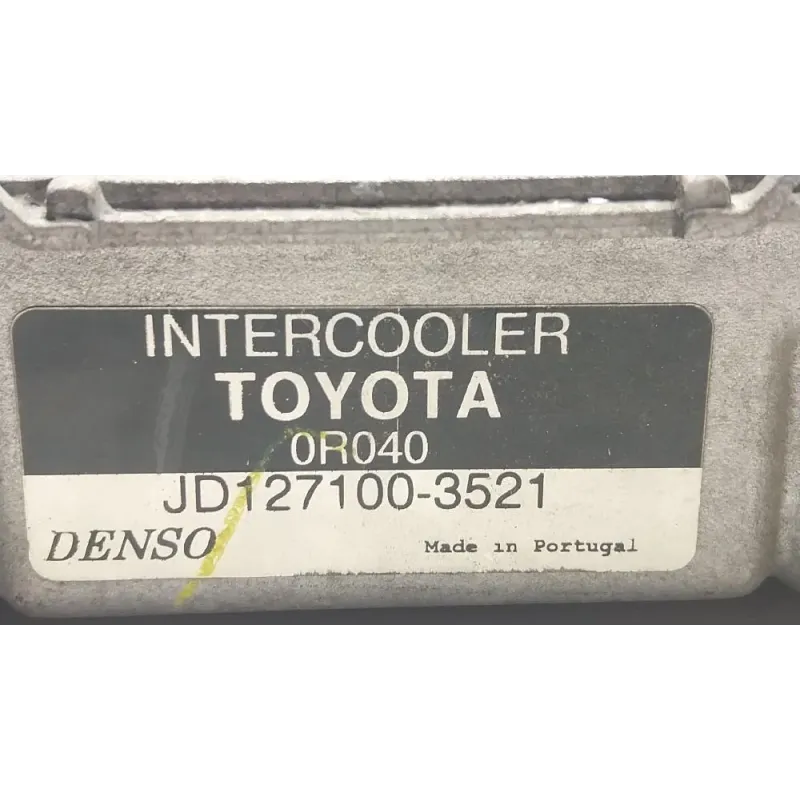 INTERCOOLER
TOYOTA
0R040
JD127100-3521
DENSO
Made in Portugal